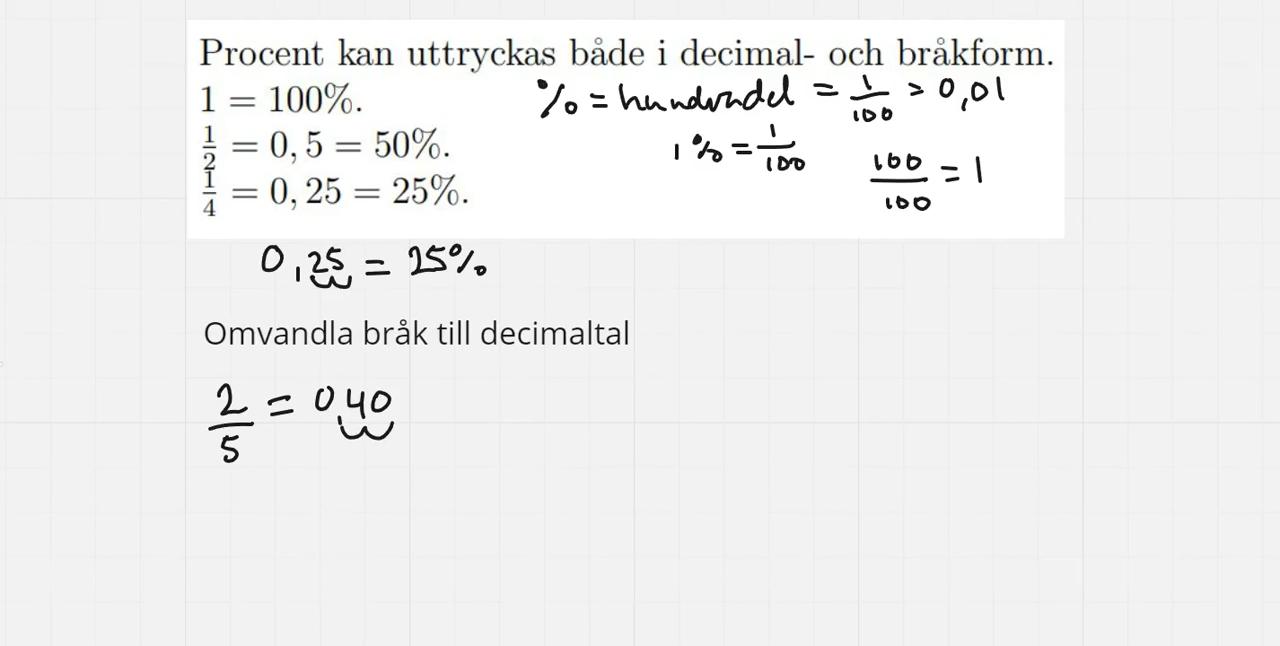 Procent kan uttryckas både i decimal- och bråkform.
1 = 100%.
% = hundradel = 1/100 = 0,01
1/2 = 0,5 = 50%.
1% = 1/100
100/100 = 1
1/4 = 0,25 = 25%.
0,25 = 25%
Omvandla bråk till decimaltal
2/5 = 0,40